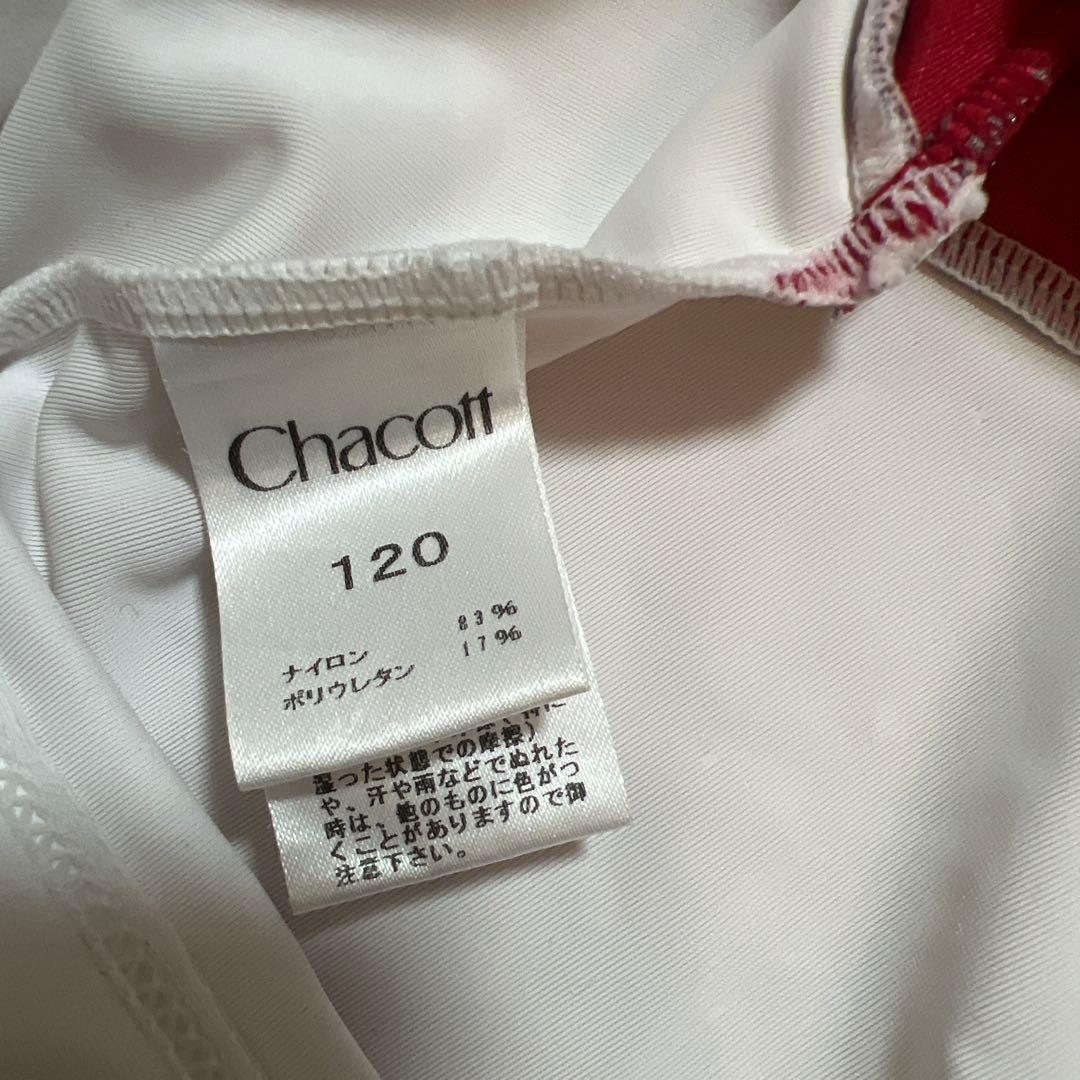 Chacott
120
ナイロン 83%
ポリウレタン 17%
湿った状態での摩擦)
や、汗や雨などでぬれた
時は、他のものに色がつ
くことがありますので御
注意下さい。